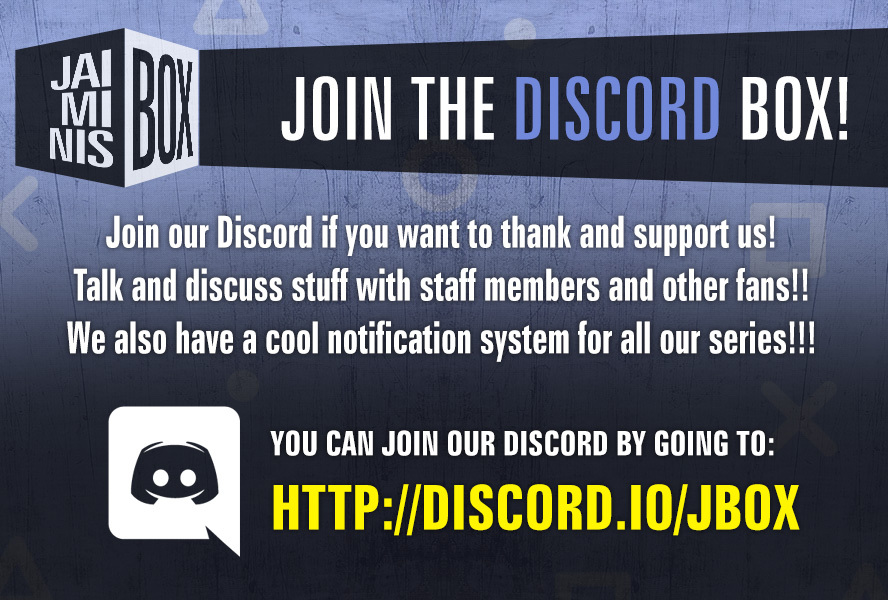 JAI
MI
NIS
BOX
JOIN THE DISCORD BOX!
Join our Discord if you want to thank and support us!
Talk and discuss stuff with staff members and other fans!!
We also have a cool notification system for all our series!!!
YOU CAN JOIN OUR DISCORD BY GOING TO:
HTTP://DISCORD.IO/JBOX